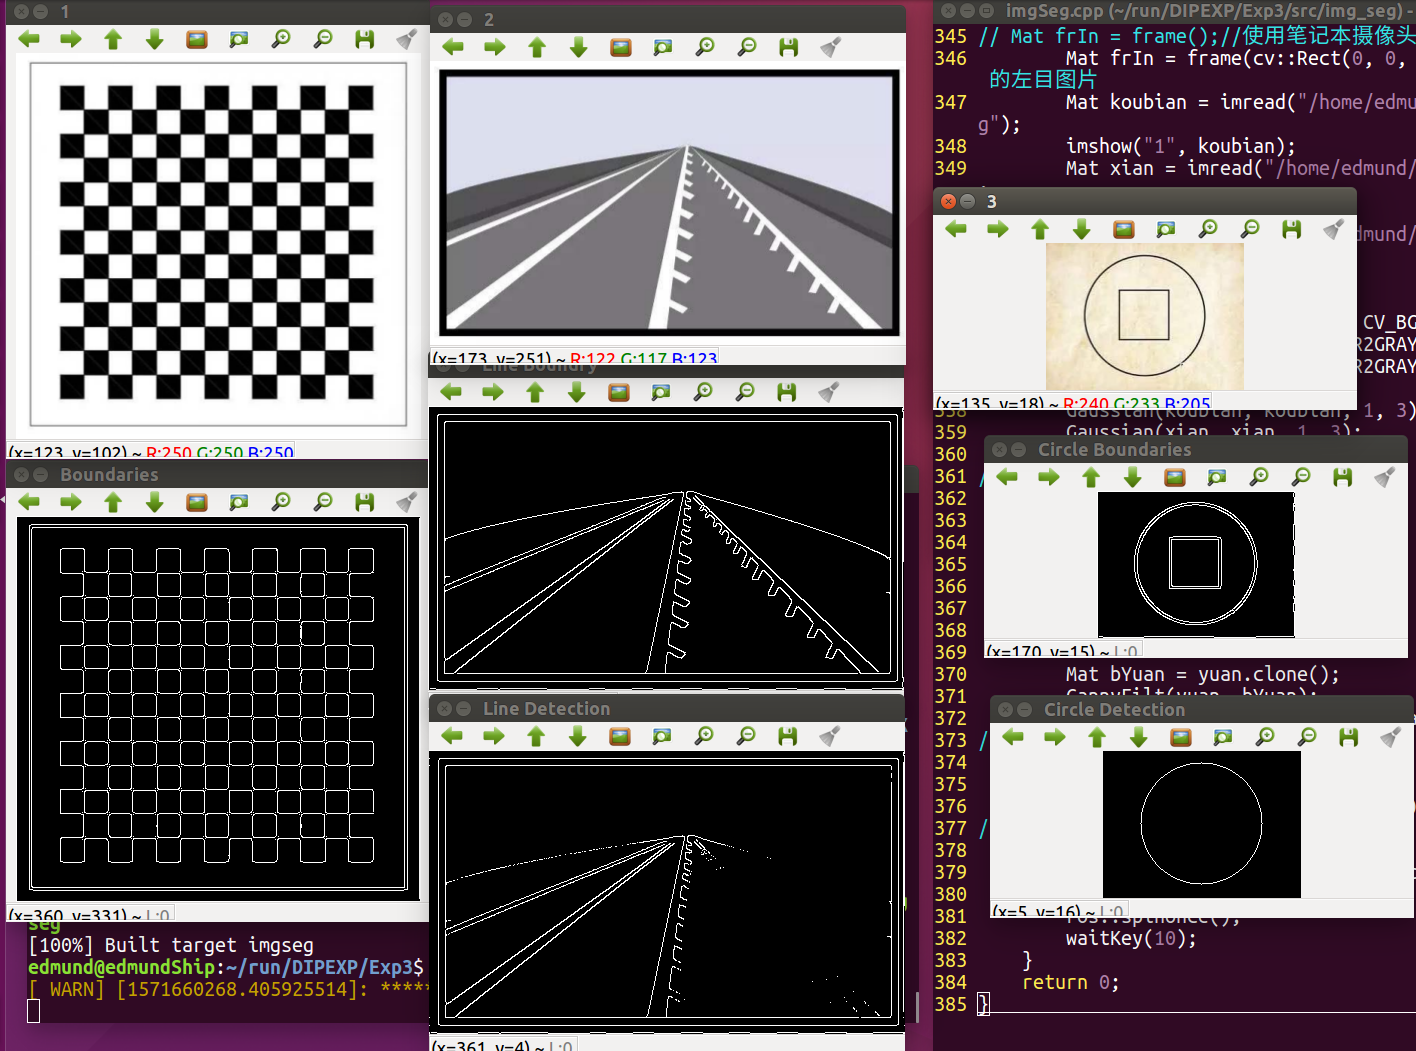 1
(x=123, y=102) ~ R:250 G:250 B:250
Boundaries
(x=360, y=331) ~ L:0
seg
[100%] Built target imgseg
edmund@edmundShip:~/run/DIPEXP/Exp3$
[ WARN] [1571660268.405925514]: *****
2
(x=173, y=251) ~ R:122 G:117 B:123
Line Boundry
Line Detection
(x=361, y=4) ~ L:0
imgSeg.cpp (~/run/DIPEXP/Exp3/src/img_seg) -
345 // Mat frIn = frame();//使用笔记本摄像头
346 Mat frIn = frame(cv::Rect(0, 0,
的左目图片
347 Mat koubian = imread("/home/edmu
g");
348 imshow("1", koubian);
349 Mat xian = imread("/home/edmund/
3
dmund/
CV_BG
R2GRAY
R2GRAY
(x=135, y=18) ~ R:240 G:233 B:205
358 Gaussian(koubian, koubian, 1, 3)
359 Gaussian(xian, xian, 1, 3);
360
361 /
362
363
364
365
366
367
368
369
Circle Boundaries
(x=170, y=15) ~ L:0
370 Mat bYuan = yuan.clone();
371 CannyFilt(yuan, bYuan);
372
373 /
374
375
376
377 /
378
379
380
Circle Detection
(x=5, y=16) ~ L:0
381 ros::spinOnce();
382 waitKey(10);
383 }
384 return 0;
385 }